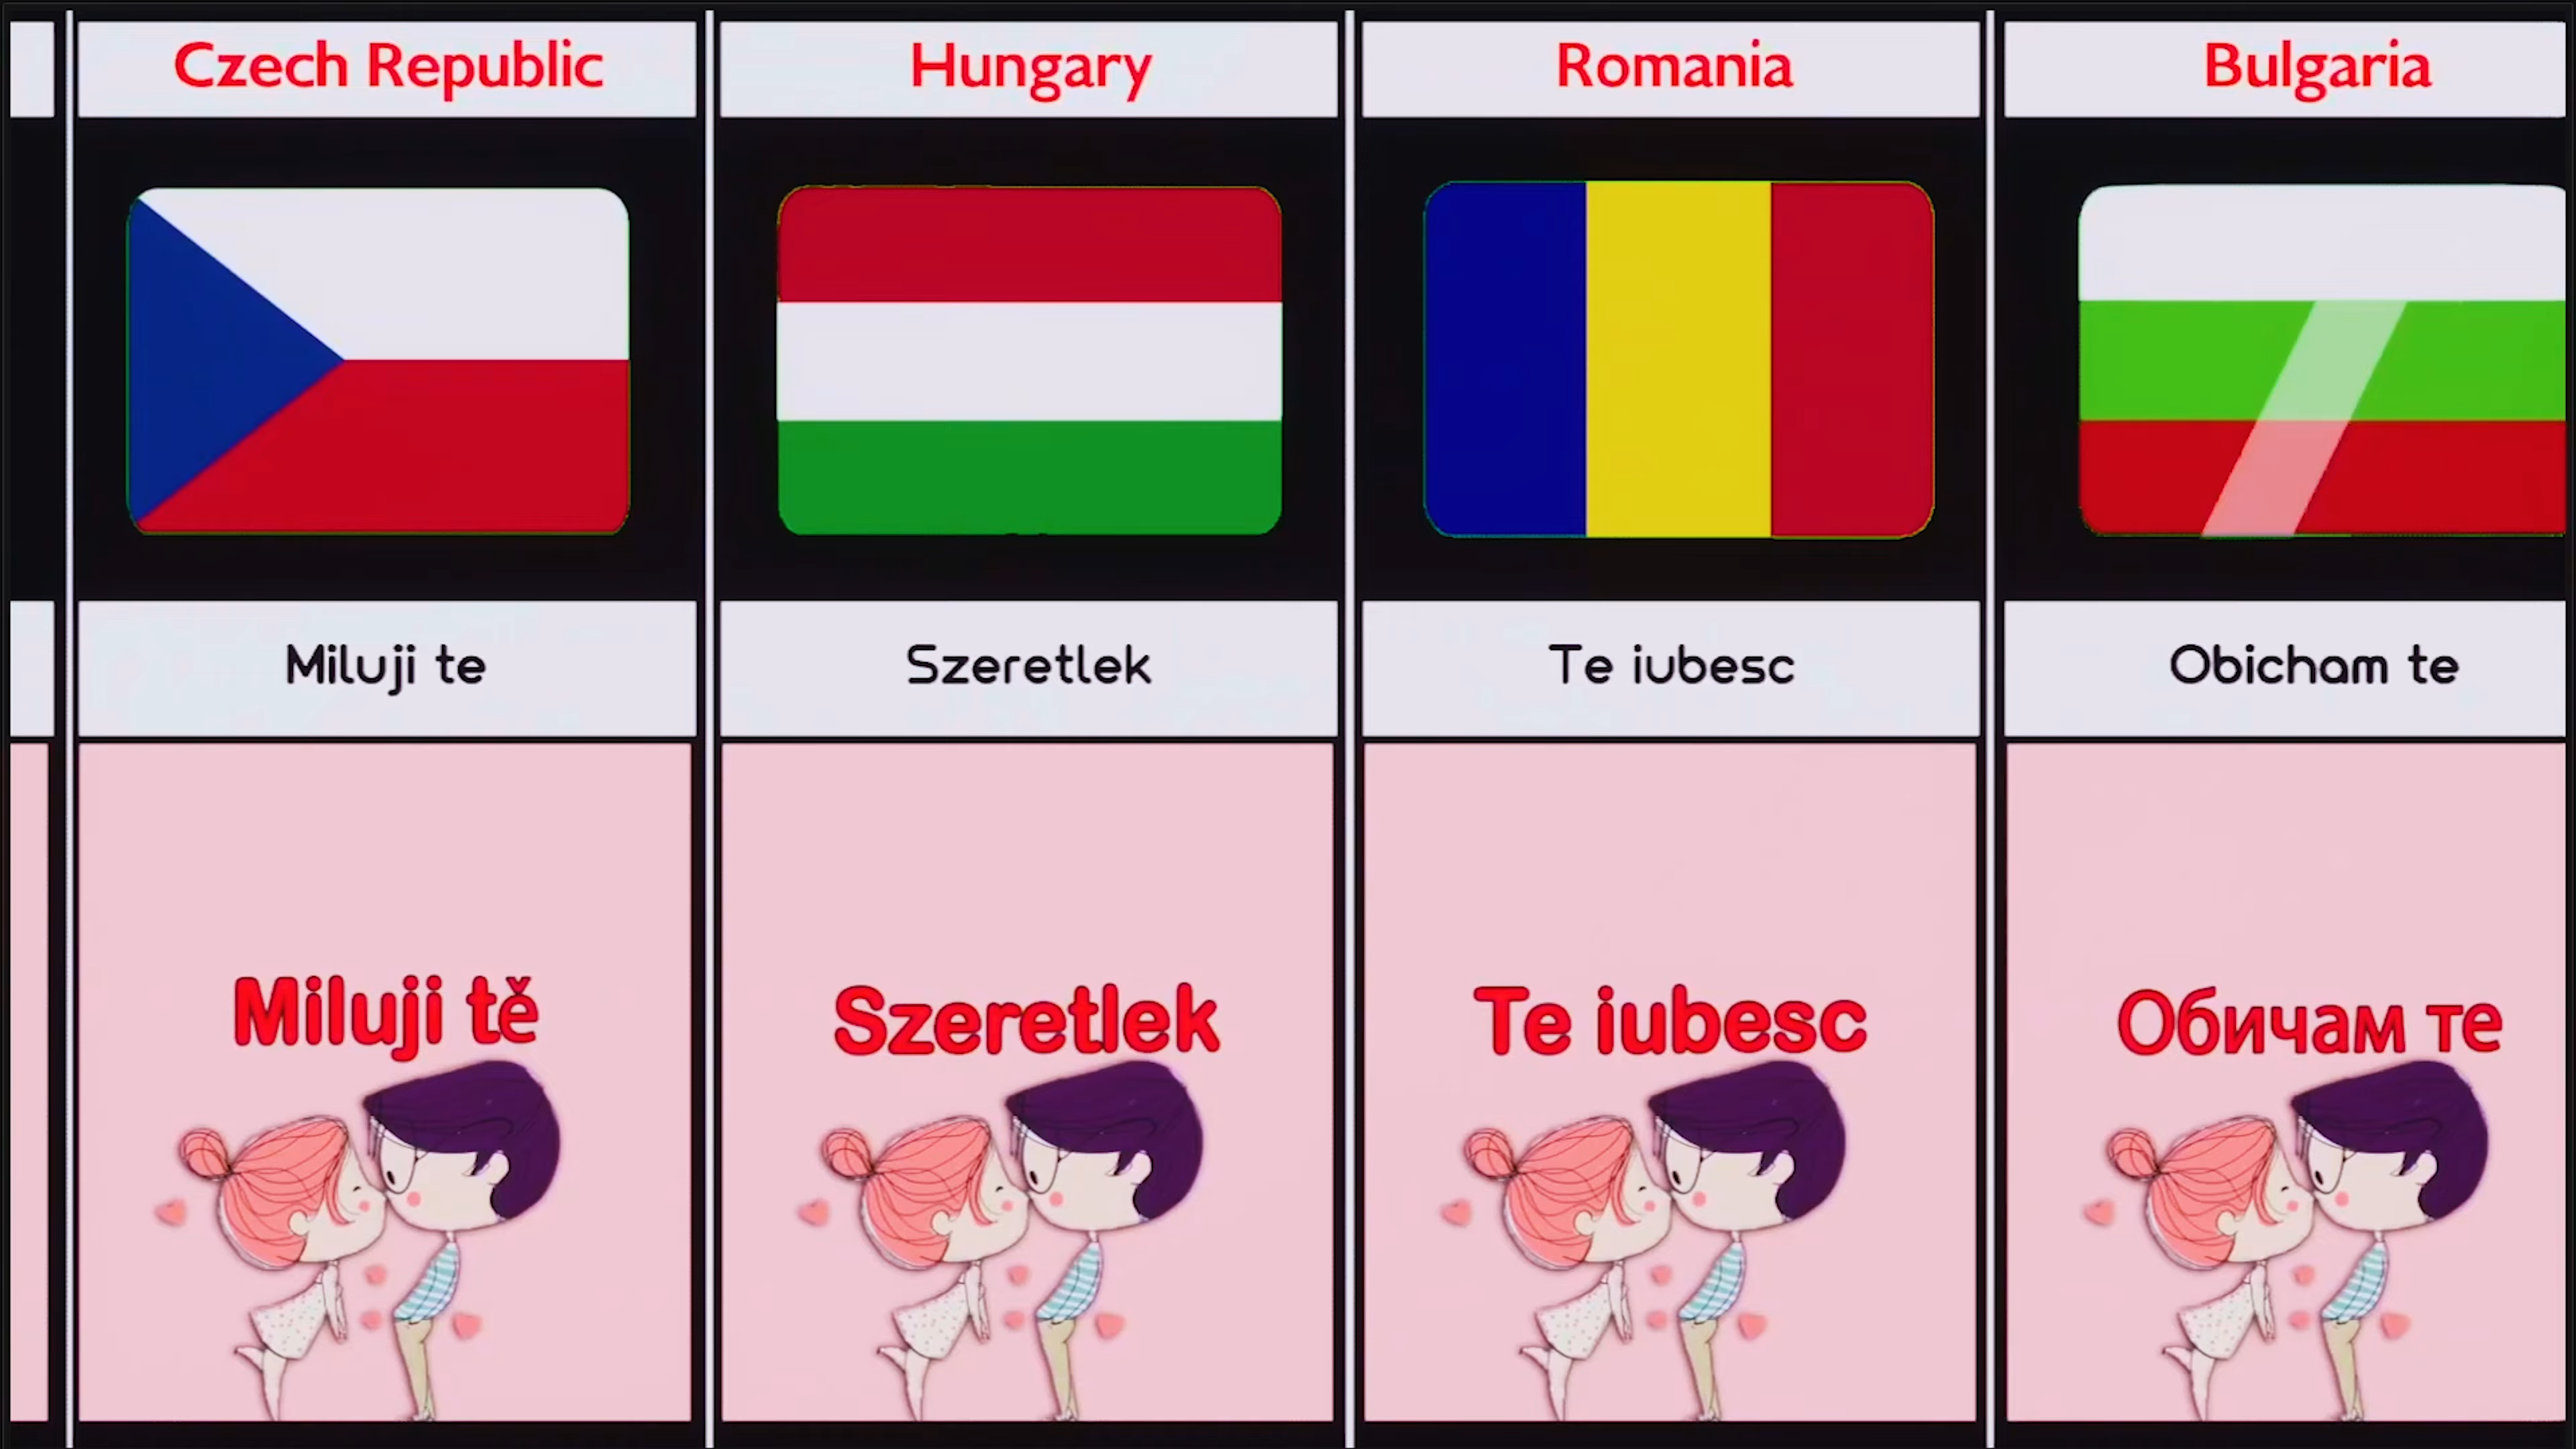 Czech Republic
Hungary
Romania
Bulgaria
Miluji te
Szeretlek
Te iubesc
Obicham te
Miluji tě
Szeretlek
Te iubesc
Обичам те